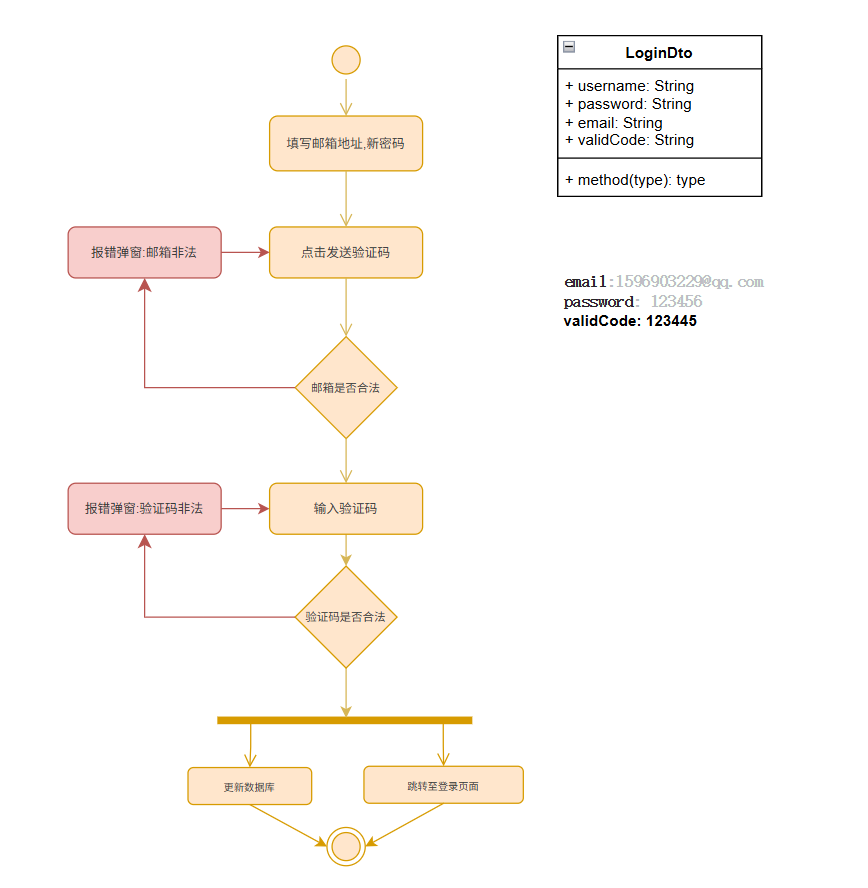 填写邮箱地址,新密码
报错弹窗:邮箱非法
点击发送验证码
邮箱是否合法
报错弹窗:验证码非法
输入验证码
验证码是否合法
更新数据库
跳转至登录页面
LoginDto
+ username: String
+ password: String
+ email: String
+ validCode: String
+ method(type): type
email:1596903229@qq.com
password: 123456
validCode: 123445